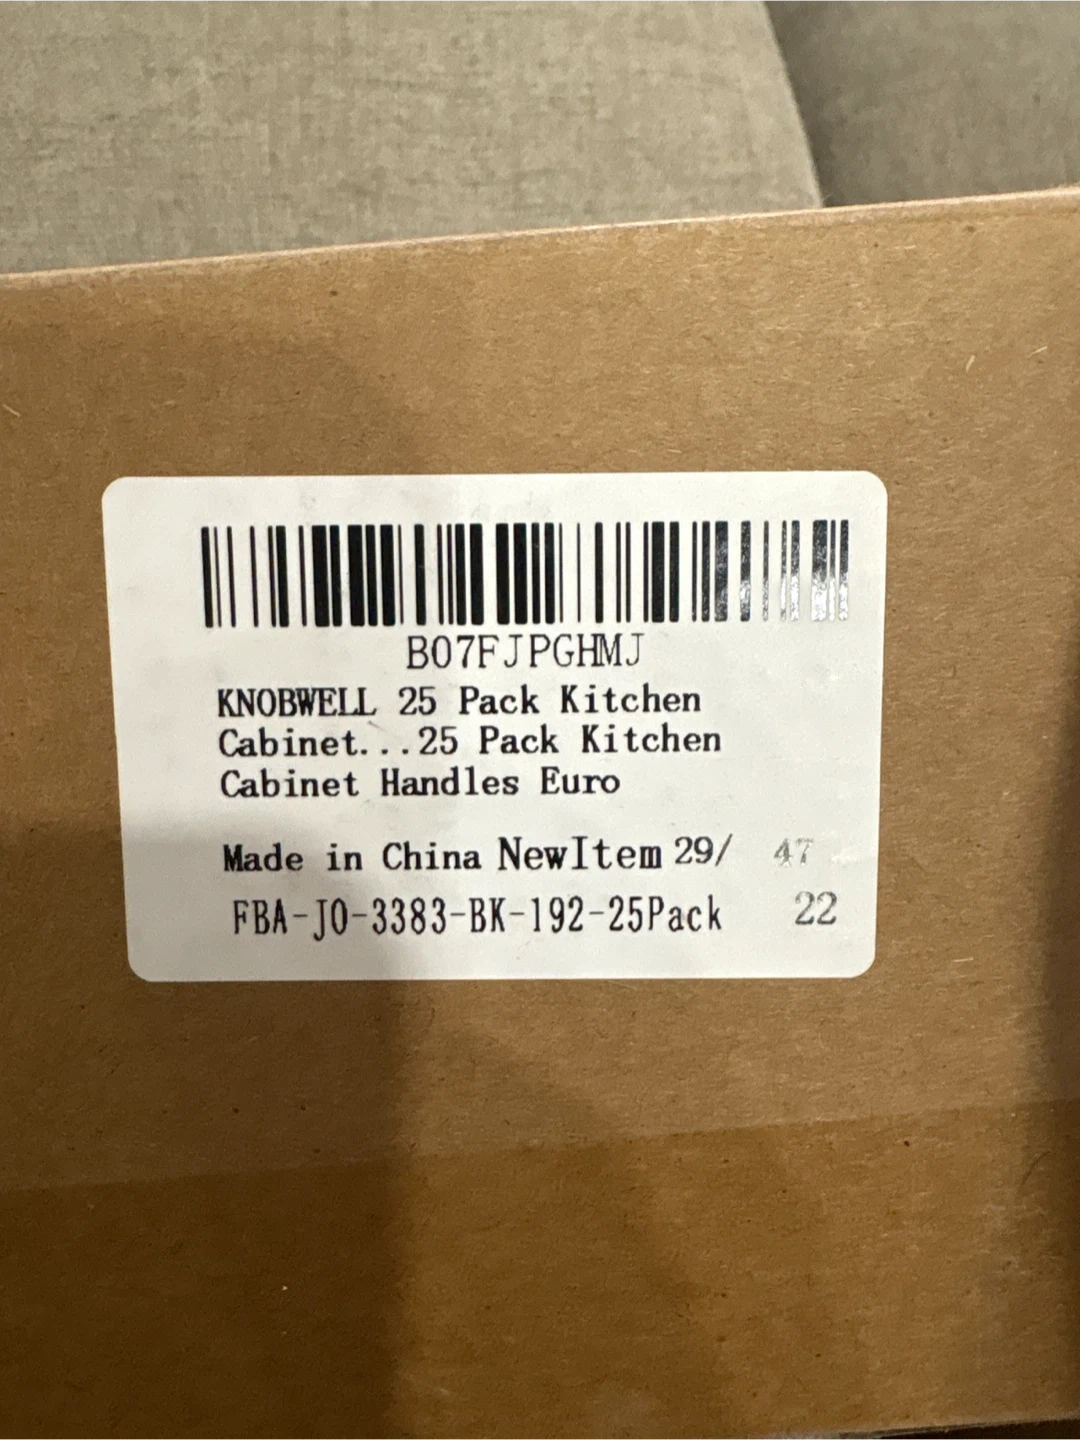 B07FJPGHMJ
KNOBWELL 25 Pack Kitchen
Cabinet...25 Pack Kitchen
Cabinet Handles Euro
Made in China NewItem 29/ 47
FBA-JO-3383-BK-192-25Pack 22